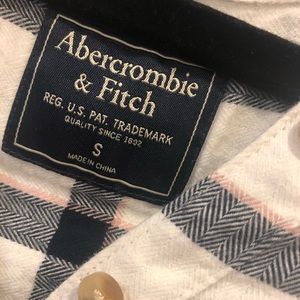 Abercrombie
& Fitch
REG. U.S. PAT. TRADEMARK
QUALITY SINCE 1892
S
MADE IN CHINA